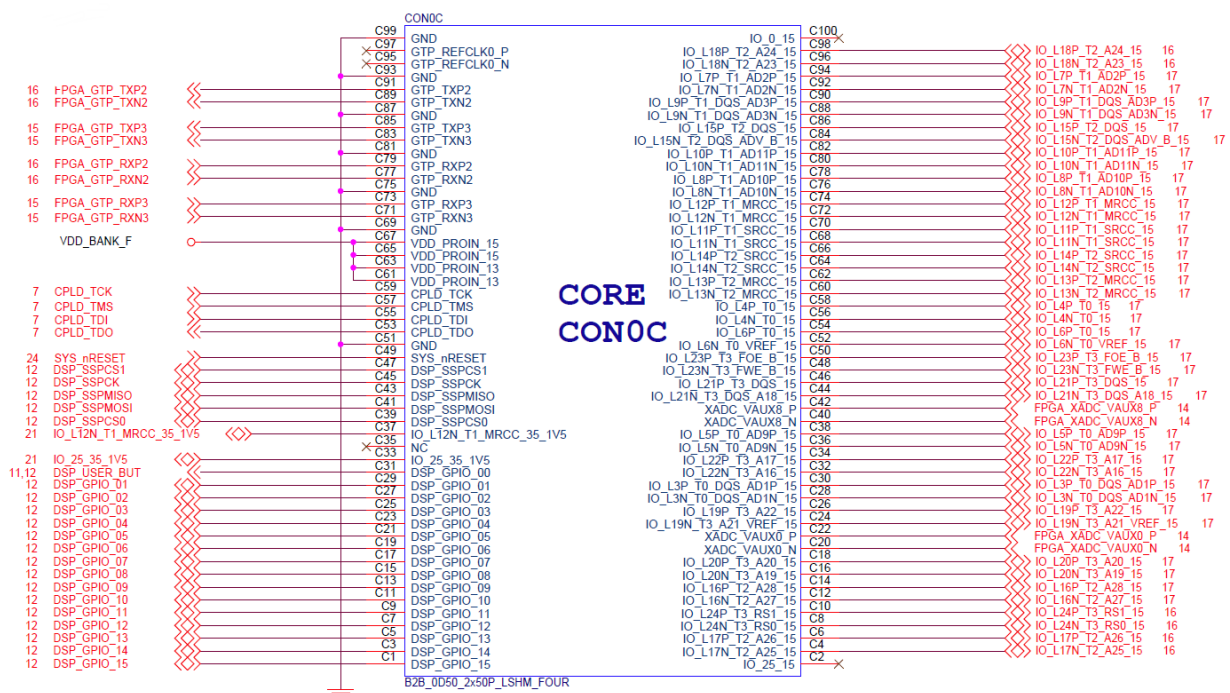 CON0C
C99 GND IO_0_15 C100
C97 GTP_REFCLK0_P IO_L18P_T2_A24_15 C98 IO_L18P_T2_A24_15 16
C95 GTP_REFCLK0_N IO_L18N_T2_A23_15 C96 IO_L18N_T2_A23_15 16
C93 GND IO_L7P_T1_AD2P_15 C94 IO_L7P_T1_AD2P_15 17
16 FPGA_GTP_TXP2 C91 GTP_TXP2 IO_L7N_T1_AD2N_15 C92 IO_L7N_T1_AD2N_15 17
16 FPGA_GTP_TXN2 C89 GTP_TXN2 IO_L9P_T1_DQS_AD3P_15 C90 IO_L9P_T1_DQS_AD3P_15 17
C87 GND IO_L9N_T1_DQS_AD3N_15 C88 IO_L9N_T1_DQS_AD3N_15 17
15 FPGA_GTP_TXP3 C85 GTP_TXP3 IO_L15P_T2_DQS_15 C86 IO_L15P_T2_DQS_15 17
15 FPGA_GTP_TXN3 C83 GTP_TXN3 IO_L15N_T2_DQS_ADV_B_15 C84 IO_L15N_T2_DQS_ADV_B_15 17
C81 GND IO_L10P_T1_AD11P_15 C82 IO_L10P_T1_AD11P_15 17
16 FPGA_GTP_RXP2 C79 GTP_RXP2 IO_L10N_T1_AD11N_15 C80 IO_L10N_T1_AD11N_15 17
16 FPGA_GTP_RXN2 C77 GTP_RXN2 IO_L8P_T1_AD10P_15 C78 IO_L8P_T1_AD10P_15 17
C75 GND IO_L8N_T1_AD10N_15 C76 IO_L8N_T1_AD10N_15 17
15 FPGA_GTP_RXP3 C73 GTP_RXP3 IO_L12P_T1_MRCC_15 C74 IO_L12P_T1_MRCC_15 17
15 FPGA_GTP_RXN3 C71 GTP_RXN3 IO_L12N_T1_MRCC_15 C72 IO_L12N_T1_MRCC_15 17
C69 GND IO_L11P_T1_SRCC_15 C70 IO_L11P_T1_SRCC_15 17
VDD_BANK_F C67 VDD_PROIN_15 IO_L11N_T1_SRCC_15 C68 IO_L11N_T1_SRCC_15 17
C65 VDD_PROIN_15 IO_L14P_T2_SRCC_15 C66 IO_L14P_T2_SRCC_15 17
C63 VDD_PROIN_13 IO_L14N_T2_SRCC_15 C64 IO_L14N_T2_SRCC_15 17
C61 VDD_PROIN_13 IO_L13P_T2_MRCC_15 C62 IO_L13P_T2_MRCC_15 17
7 CPLD_TCK C59 CPLD_TCK CORE IO_L13N_T2_MRCC_15 C60 IO_L13N_T2_MRCC_15 17
7 CPLD_TMS C57 CPLD_TMS IO_L4P_T0_15 C58 IO_L4P_T0_15 17
7 CPLD_TDI C55 CPLD_TDI IO_L4N_T0_15 C56 IO_L4N_T0_15 17
7 CPLD_TDO C53 CPLD_TDO CON0C IO_L6P_T0_15 C54 IO_L6P_T0_15 17
C51 GND IO_L6N_T0_VREF_15 C52 IO_L6N_T0_VREF_15 17
24 SYS_nRESET C49 SYS_nRESET IO_L23P_T3_FOE_B_15 C50 IO_L23P_T3_FOE_B_15 17
12 DSP_SSPCS1 C47 DSP_SSPCS1 IO_L23N_T3_FWE_B_15 C48 IO_L23N_T3_FWE_B_15 17
12 DSP_SSPCK C45 DSP_SSPCK IO_L21P_T3_DQS_15 C46 IO_L21P_T3_DQS_15 17
12 DSP_SSPMISO C43 DSP_SSPMISO IO_L21N_T3_DQS_A18_15 C44 IO_L21N_T3_DQS_A18_15 17
12 DSP_SSPMOSI C41 DSP_SSPMOSI XADC_VAUX8_P C42 FPGA_XADC_VAUX8_P 14
12 DSP_SSPCS0 C39 DSP_SSPCS0 XADC_VAUX8_N C40 FPGA_XADC_VAUX8_N 14
21 IO_L12N_T1_MRCC_35_1V5 C37 IO_L12N_T1_MRCC_35_1V5 IO_L5P_T0_AD9P_15 C38 IO_L5P_T0_AD9P_15 17
C35 NC IO_L5N_T0_AD9N_15 C36 IO_L5N_T0_AD9N_15 17
21 IO_25_35_1V5 C33 IO_25_35_1V5 IO_L22P_T3_A17_15 C34 IO_L22P_T3_A17_15 17
11,12 DSP_USER_BUT C31 DSP_GPIO_00 IO_L22N_T3_A16_15 C32 IO_L22N_T3_A16_15 17
12 DSP_GPIO_01 C29 DSP_GPIO_01 IO_L3P_T0_DQS_AD1P_15 C30 IO_L3P_T0_DQS_AD1P_15 17
12 DSP_GPIO_02 C27 DSP_GPIO_02 IO_L3N_T0_DQS_AD1N_15 C28 IO_L3N_T0_DQS_AD1N_15 17
12 DSP_GPIO_03 C25 DSP_GPIO_03 IO_L19P_T3_A22_15 C26 IO_L19P_T3_A22_15 17
12 DSP_GPIO_04 C23 DSP_GPIO_04 IO_L19N_T3_A21_VREF_15 C24 IO_L19N_T3_A21_VREF_15 17
12 DSP_GPIO_05 C21 DSP_GPIO_05 XADC_VAUX0_P C22 FPGA_XADC_VAUX0_P 14
12 DSP_GPIO_06 C19 DSP_GPIO_06 XADC_VAUX0_N C20 FPGA_XADC_VAUX0_N 14
12 DSP_GPIO_07 C17 DSP_GPIO_07 IO_L20P_T3_A20_15 C18 IO_L20P_T3_A20_15 17
12 DSP_GPIO_08 C15 DSP_GPIO_08 IO_L20N_T3_A19_15 C16 IO_L20N_T3_A19_15 17
12 DSP_GPIO_09 C13 DSP_GPIO_09 IO_L16P_T2_A28_15 C14 IO_L16P_T2_A28_15 17
12 DSP_GPIO_10 C11 DSP_GPIO_10 IO_L16N_T2_A27_15 C12 IO_L16N_T2_A27_15 17
12 DSP_GPIO_11 C9 DSP_GPIO_11 IO_L24P_T3_RS1_15 C10 IO_L24P_T3_RS1_15 16
12 DSP_GPIO_12 C7 DSP_GPIO_12 IO_L24N_T3_RS0_15 C8 IO_L24N_T3_RS0_15 16
12 DSP_GPIO_13 C5 DSP_GPIO_13 IO_L17P_T2_A26_15 C6 IO_L17P_T2_A26_15 16
12 DSP_GPIO_14 C3 DSP_GPIO_14 IO_L17N_T2_A25_15 C4 IO_L17N_T2_A25_15 16
12 DSP_GPIO_15 C1 DSP_GPIO_15 IO_25_15 C2
B2B_0D50_2x50P_LSHM_FOUR